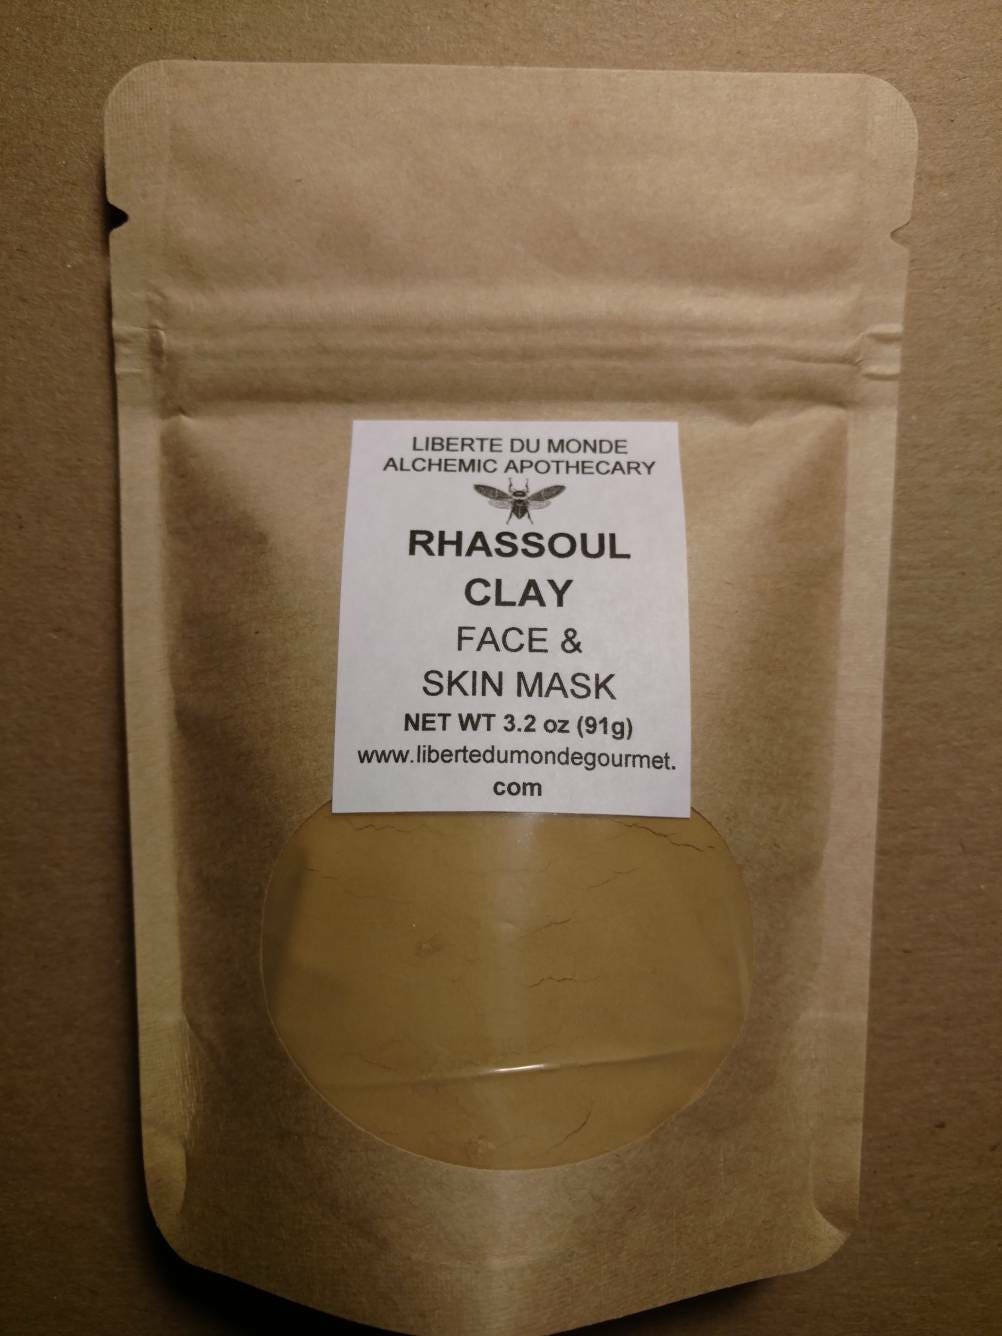 LIBERTE DU MONDE
ALCHEMIC APOTHECARY
RHASSOUL
CLAY
FACE &
SKIN MASK
NET WT 3.2 oz (91g)
www.libertedumondegourmet.
com